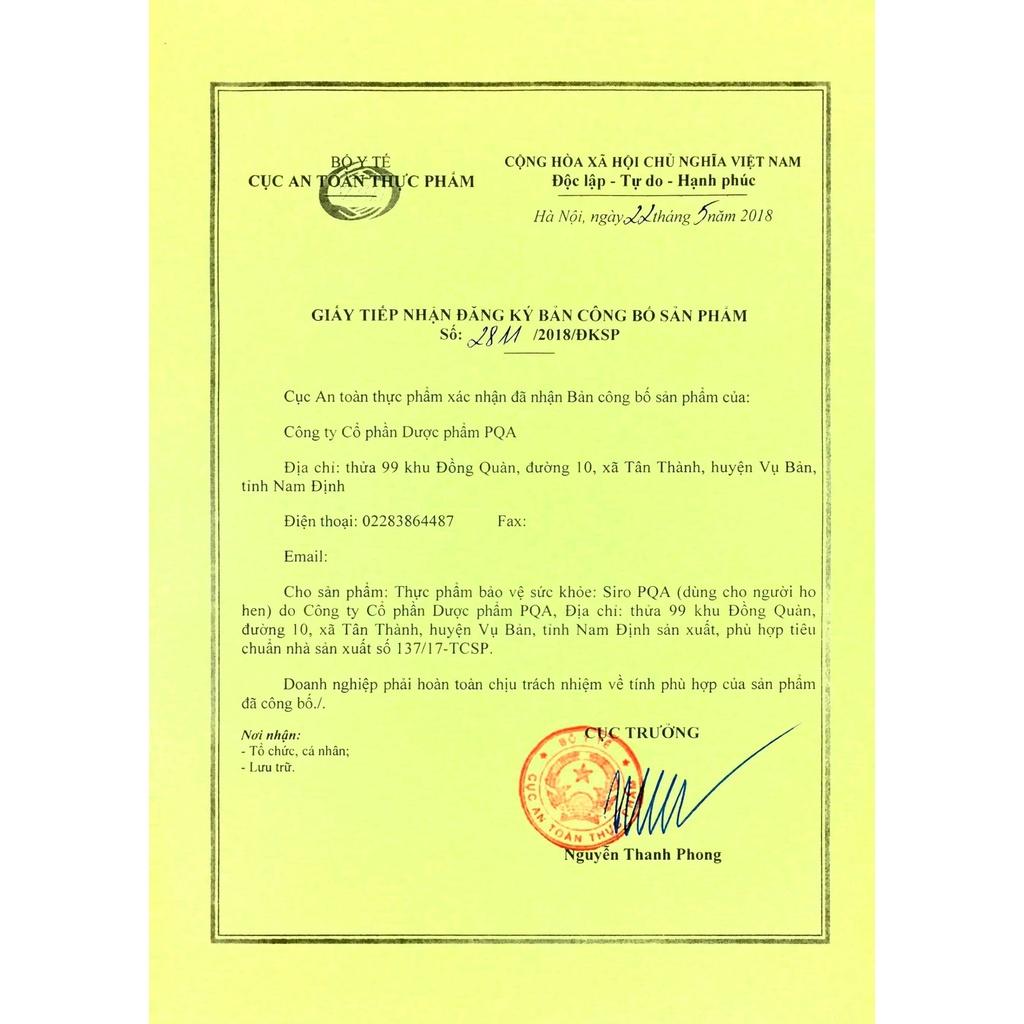 BỘ Y TẾ
CỤC AN TOÀN THỰC PHẨM
CỘNG HÒA XÃ HỘI CHỦ NGHĨA VIỆT NAM
Độc lập - Tự do - Hạnh phúc
Hà Nội, ngày 22 tháng 5 năm 2018
GIẤY TIẾP NHẬN ĐĂNG KÝ BẢN CÔNG BỐ SẢN PHẨM
Số: 2811 /2018/ĐKSP
Cục An toàn thực phẩm xác nhận đã nhận Bản công bố sản phẩm của:
Công ty Cổ phần Dược phẩm PQA
Địa chỉ: thửa 99 khu Đồng Quàn, đường 10, xã Tân Thành, huyện Vụ Bản,
tỉnh Nam Định
Điện thoại: 02283864487 Fax:
Email:
Cho sản phẩm: Thực phẩm bảo vệ sức khỏe: Siro PQA (dùng cho người ho
hen) do Công ty Cổ phần Dược phẩm PQA, Địa chỉ: thửa 99 khu Đồng Quàn,
đường 10, xã Tân Thành, huyện Vụ Bản, tỉnh Nam Định sản xuất, phù hợp tiêu
chuẩn nhà sản xuất số 137/17-TCSP.
Doanh nghiệp phải hoàn toàn chịu trách nhiệm về tính phù hợp của sản phẩm
đã công bố./.
Nơi nhận:
- Tổ chức, cá nhân;
- Lưu trữ.
CỤC TRƯỞNG
BỘ Y TẾ
CỤC AN TOÀN THỰC PHẨM
Nguyễn Thanh Phong